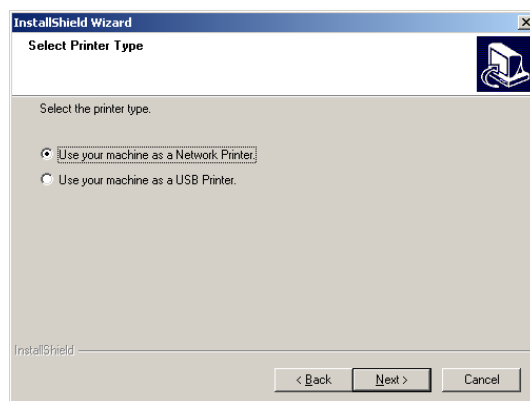 InstallShield Wizard
Select Printer Type
Select the printer type.
Use your machine as a Network Printer.
Use your machine as a USB Printer.
InstallShield
< Back
Next >
Cancel